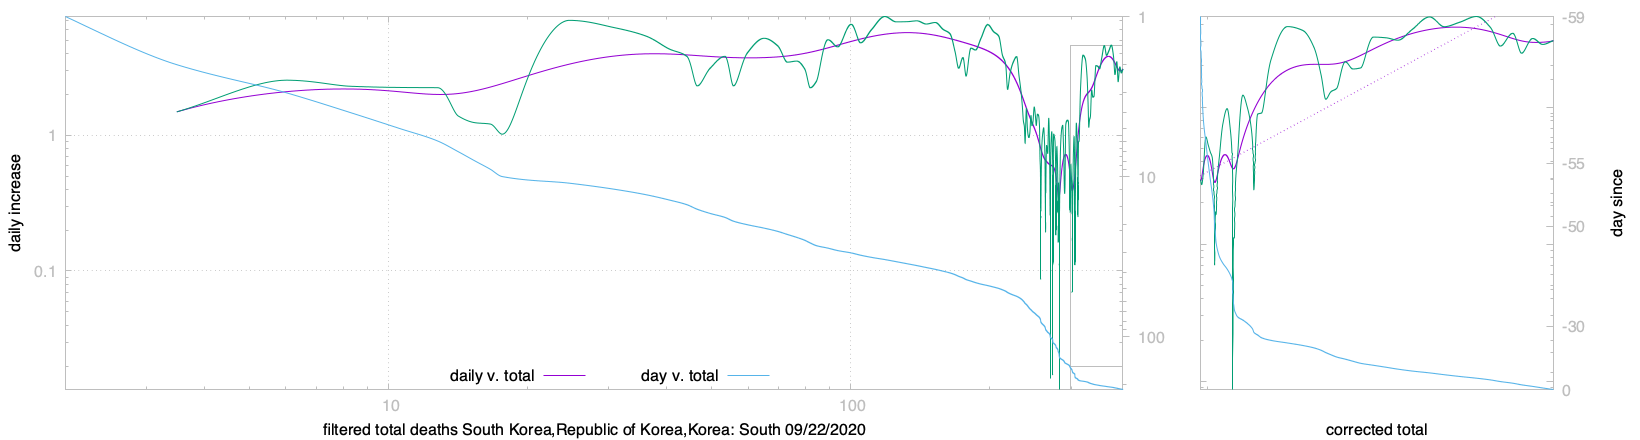 1
-59
1
-55
10
-50
daily increase
day since
0.1
-30
100
daily v. total
day v. total
0
10
100
filtered total deaths South Korea,Republic of Korea,Korea: South 09/22/2020
corrected total